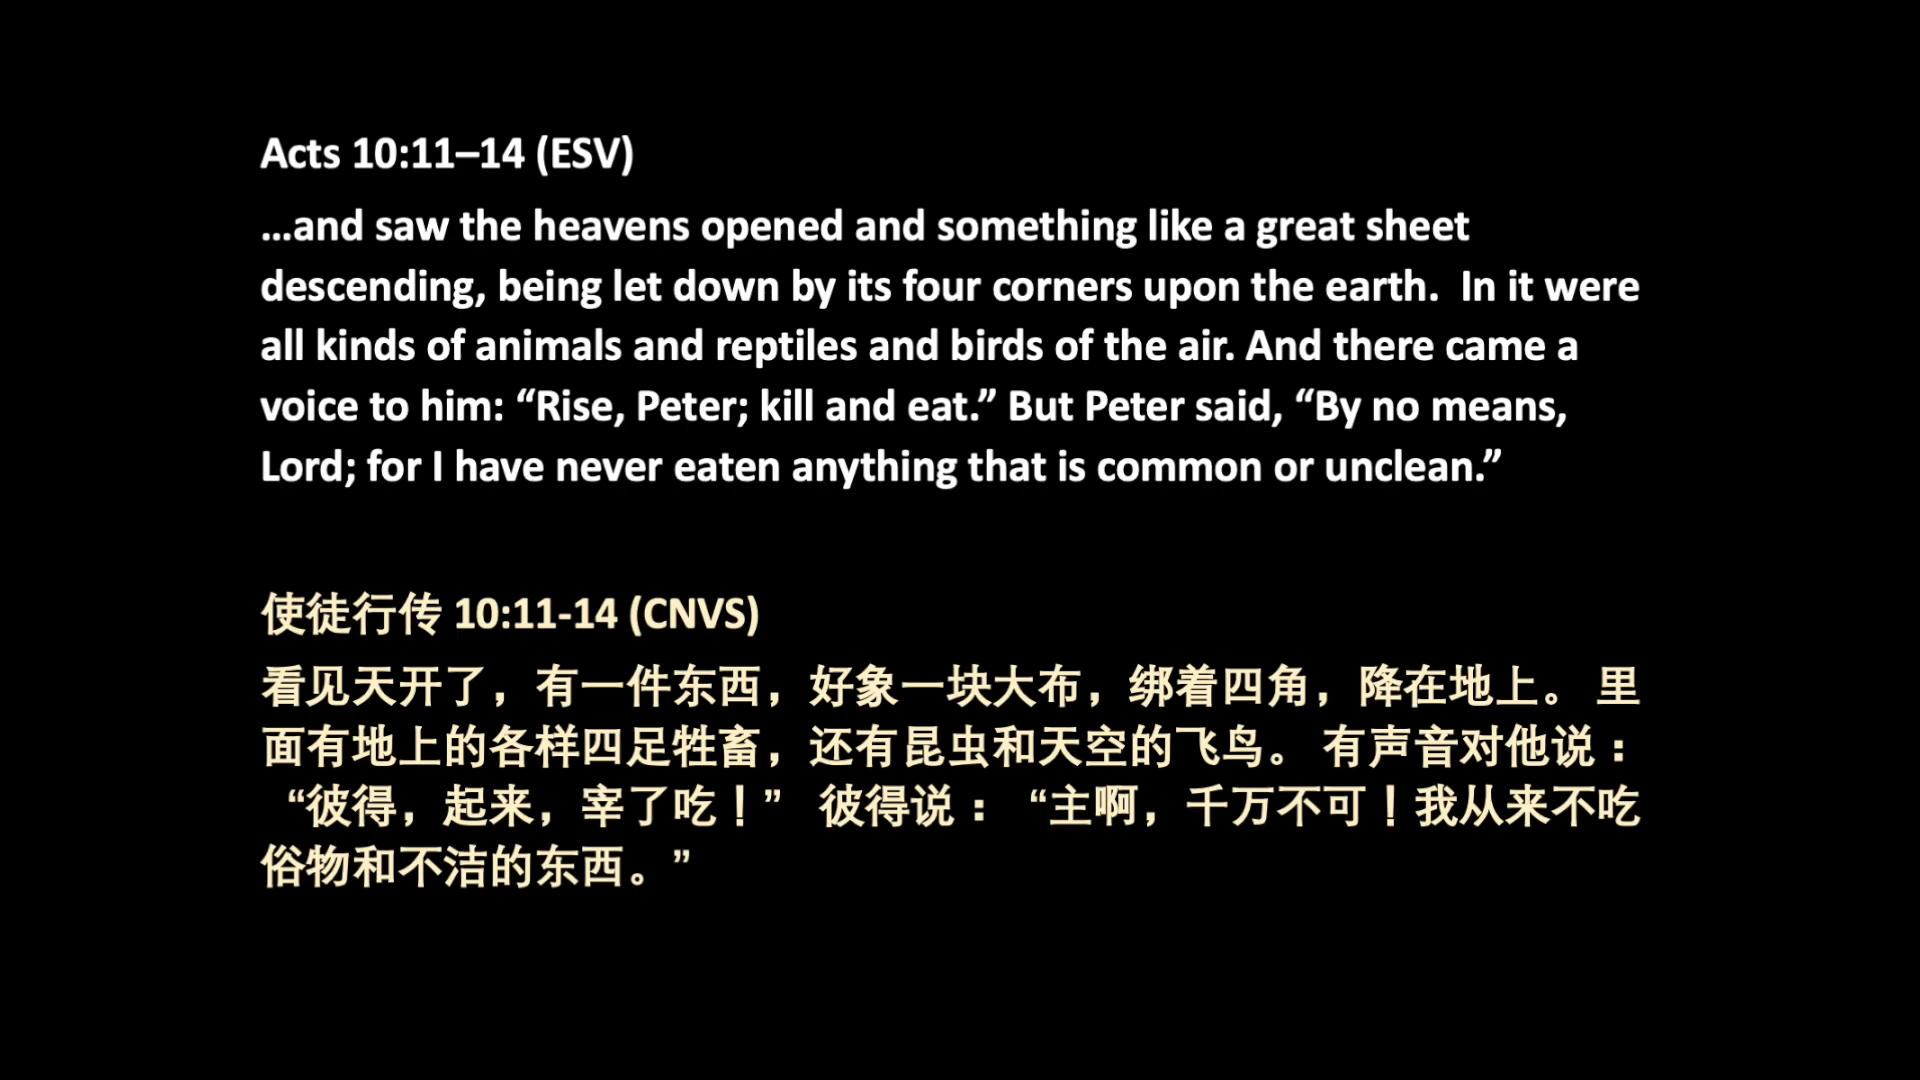 Acts 10:11–14 (ESV)
…and saw the heavens opened and something like a great sheet
descending, being let down by its four corners upon the earth.  In it were
all kinds of animals and reptiles and birds of the air. And there came a
voice to him: “Rise, Peter; kill and eat.” But Peter said, “By no means,
Lord; for I have never eaten anything that is common or unclean.”
使徒行传 10:11-14 (CNVS)
看见天开了，有一件东西，好象一块大布，绑着四角，降在地上。 里
面有地上的各样四足牲畜，还有昆虫和天空的飞鸟。 有声音对他说：
“彼得，起来，宰了吃！” 彼得说： “主啊，千万不可！我从来不吃
俗物和不洁的东西。”